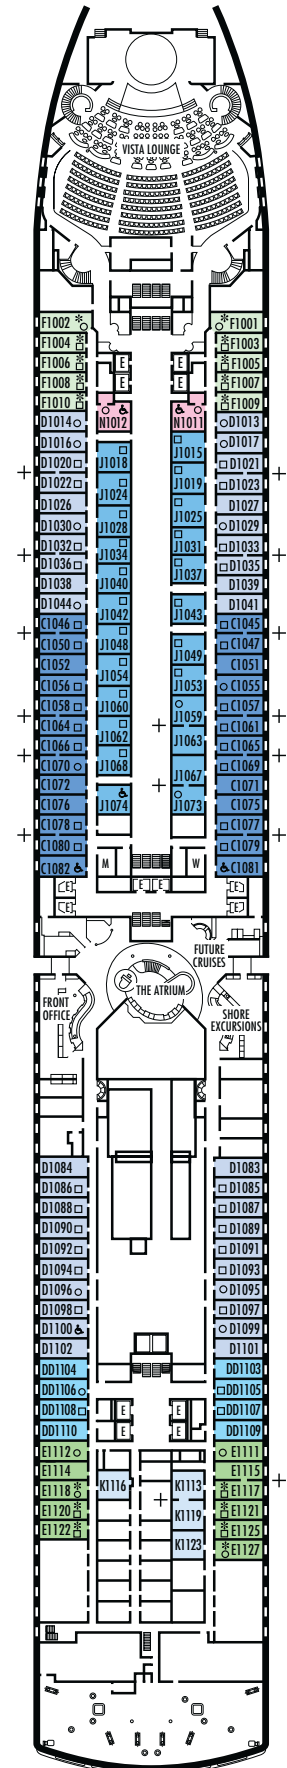 VISTA LOUNGE
F1002 F1001
F1004 E E F1003
F1006 F1005
F1008 E E F1007
F1010 F1009
D1014 N1012 N1011 D1013
D1016 J1015 D1017
D1020 J1018 D1021
D1022 J1019 D1023
D1026 J1024 D1027
D1030 J1028 J1025 D1029
D1032 J1031 D1033
D1036 J1034 D1035
D1038 J1040 J1037 D1039
D1044 D1041
C1046 J1042 J1043 C1045
C1050 J1048 C1047
C1052 J1049 C1051
C1056 J1054 J1053 C1055
C1058 J1060 J1059 C1057
C1064 C1061
C1066 J1062 J1063 C1065
C1070 J1068 C1069
C1072 J1067 C1071
C1076 J1074 J1073 C1075
C1078 C1077
C1080 C1079
C1082 M W C1081
E E E E
E E
FUTURE
CRUISES
THE ATRIUM
FRONT
OFFICE
SHORE
EXCURSIONS
D1084 D1083
D1086 D1085
D1088 D1087
D1090 D1089
D1092 D1091
D1094 D1093
D1096 D1095
D1098 D1097
D1100 D1099
D1102 D1101
DD1104 DD1103
DD1106 DD1105
DD1108 E E DD1107
DD1110 E E DD1109
E1112 E1111
E1114 E1115
E1118 K1116 K1113 E1117
E1120 K1119 E1121
E1122 E1125
K1123 E1127